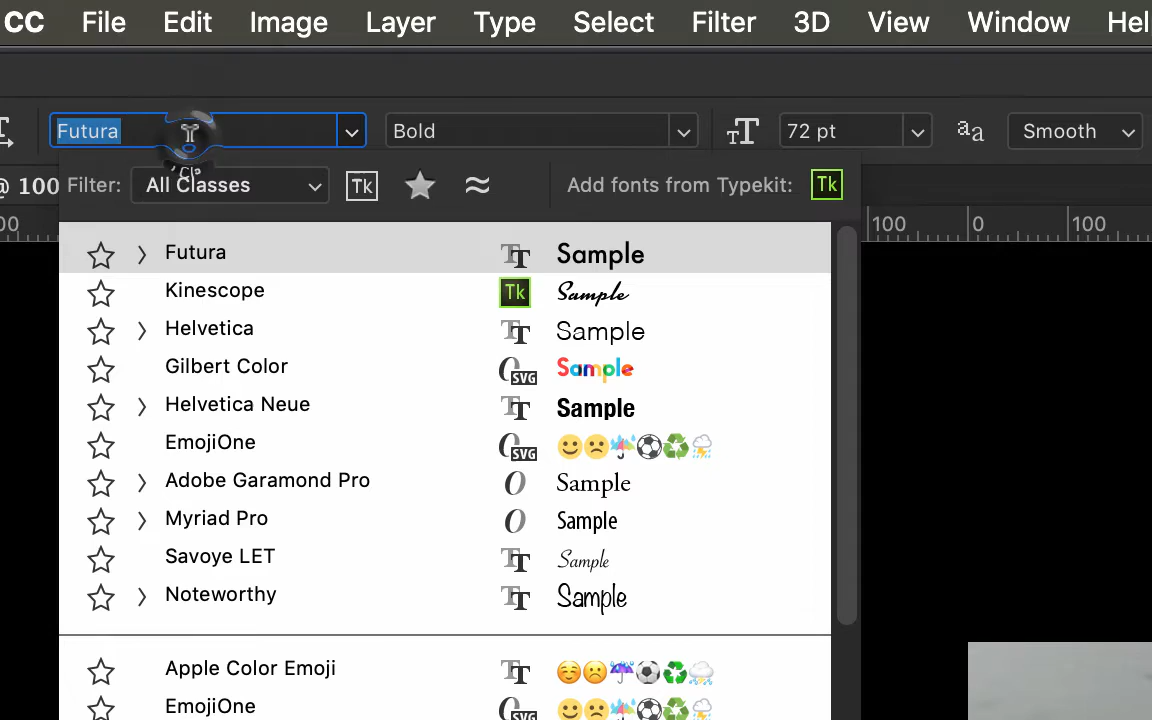 CC File Edit Image Layer Type Select Filter 3D View Window Hel
Futura Bold 72 pt aa Smooth
@ 100 Filter: All Classes Tk Add fonts from Typekit: Tk
00 100 0 100
Futura Sample
Kinescope Tk Sample
Helvetica Sample
Gilbert Color SVG Sample
Helvetica Neue Sample
EmojiOne SVG
Adobe Garamond Pro Sample
Myriad Pro Sample
Savoye LET Sample
Noteworthy Sample
Apple Color Emoji
EmojiOne SVG